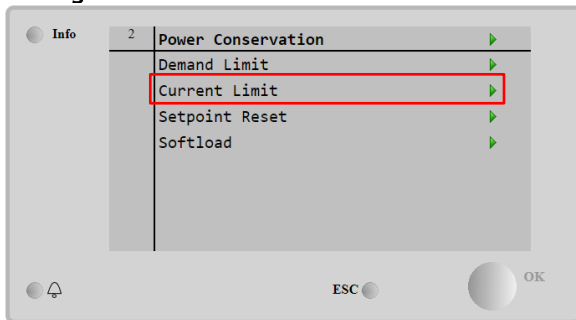 Info
2 Power Conservation
Demand Limit
Current Limit
Setpoint Reset
Softload
ESC
OK